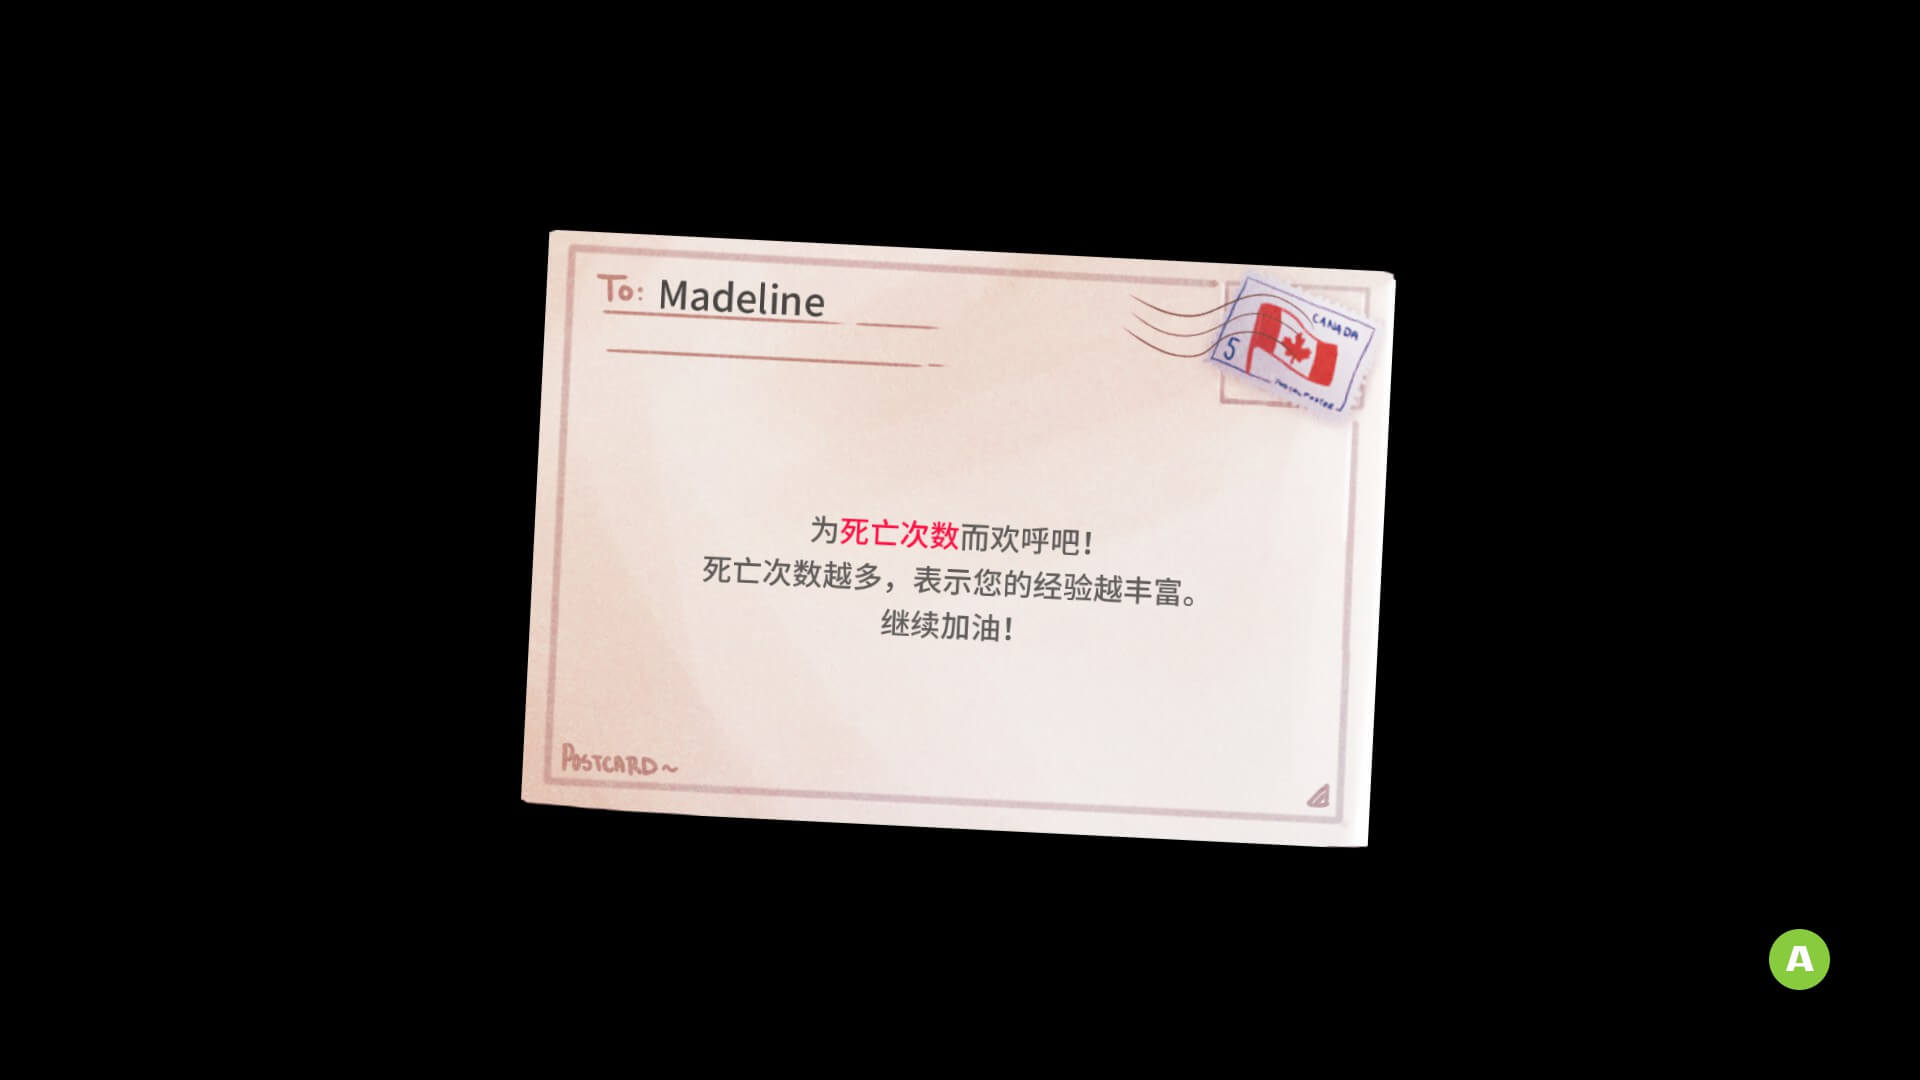 To: Madeline
CANADA
5
为死亡次数而欢呼吧！
死亡次数越多，表示您的经验越丰富。
继续加油！
POSTCARD~
A